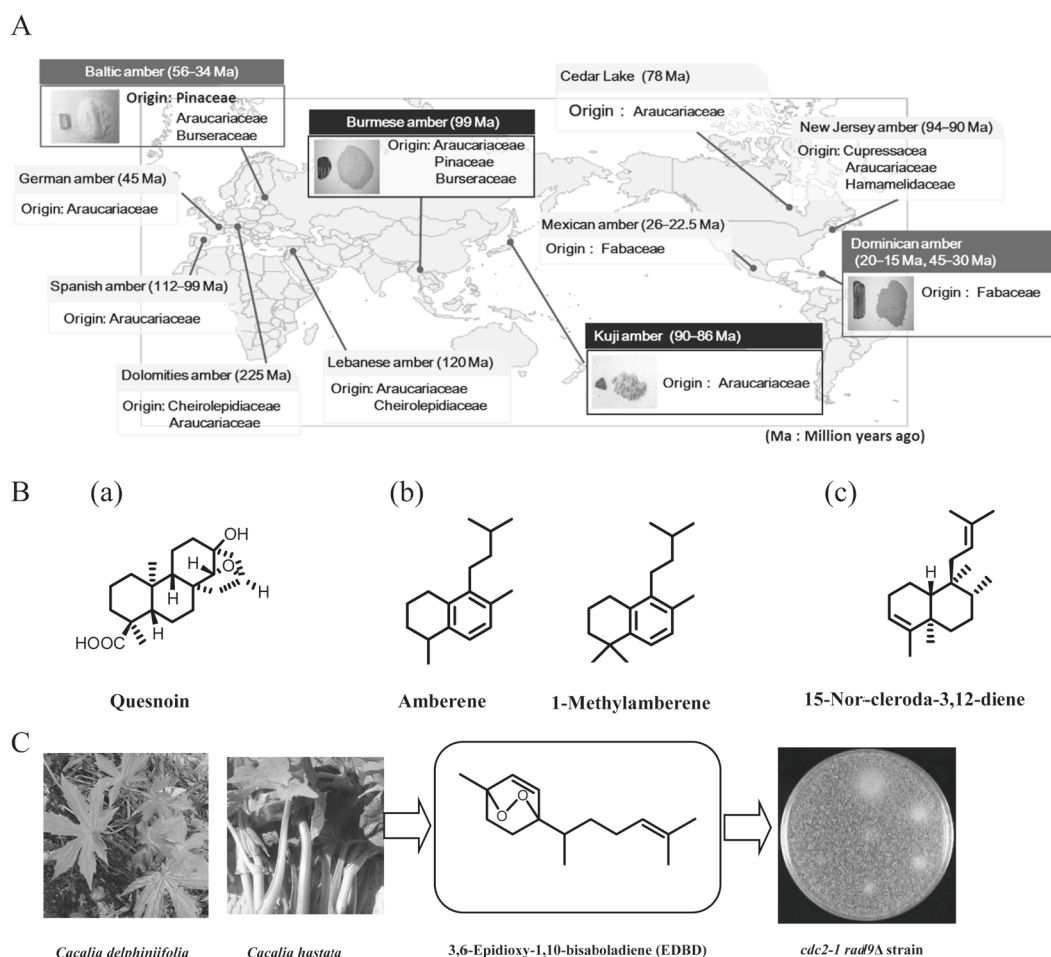 A
Baltic amber (56–34 Ma)
Origin: Pinaceae
Araucariaceae
Burseraceae
Burmese amber (99 Ma)
Origin: Araucariaceae
Pinaceae
Burseraceae
Cedar Lake (78 Ma)
Origin : Araucariaceae
New Jersey amber (94–90 Ma)
Origin: Cupressacea
Araucariaceae
Hamamelidaceae
German amber (45 Ma)
Origin: Araucariaceae
Mexican amber (26–22.5 Ma)
Origin : Fabaceae
Dominican amber
(20–15 Ma, 45–30 Ma)
Origin : Fabaceae
Spanish amber (112–99 Ma)
Origin: Araucariaceae
Kuji amber (90–86 Ma)
Origin : Araucariaceae
Dolomities amber (225 Ma)
Origin: Cheirolepidiaceae
Araucariaceae
Lebanese amber (120 Ma)
Origin: Araucariaceae
Cheirolepidiaceae
(Ma : Million years ago)
B
(a)
(b)
(c)
OH
H
O
H
H
H
HOOC
H
Quesnoin
Amberene
1-Methylamberene
15-Nor-cleroda-3,12-diene
C
O
O
Cacalia delphiniifolia
Cacalia hastata
3,6-Epidioxy-1,10-bisaboladiene (EDBD)
cdc2-1 rad9Δ strain